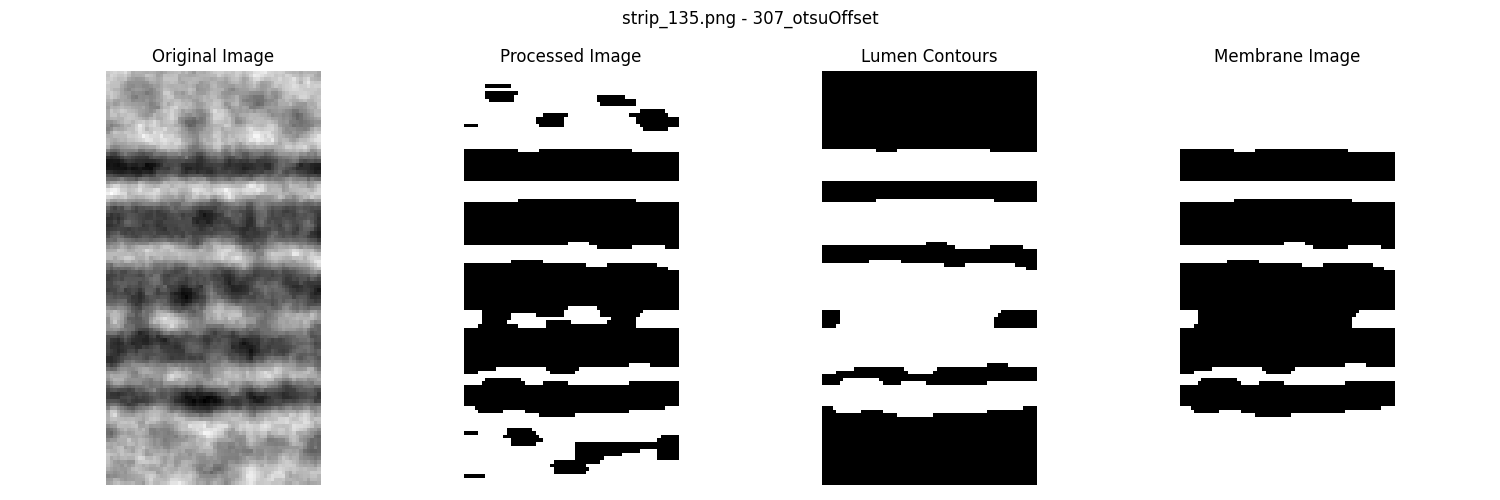 strip_135.png - 307_otsuOffset
Original Image
Processed Image
Lumen Contours
Membrane Image